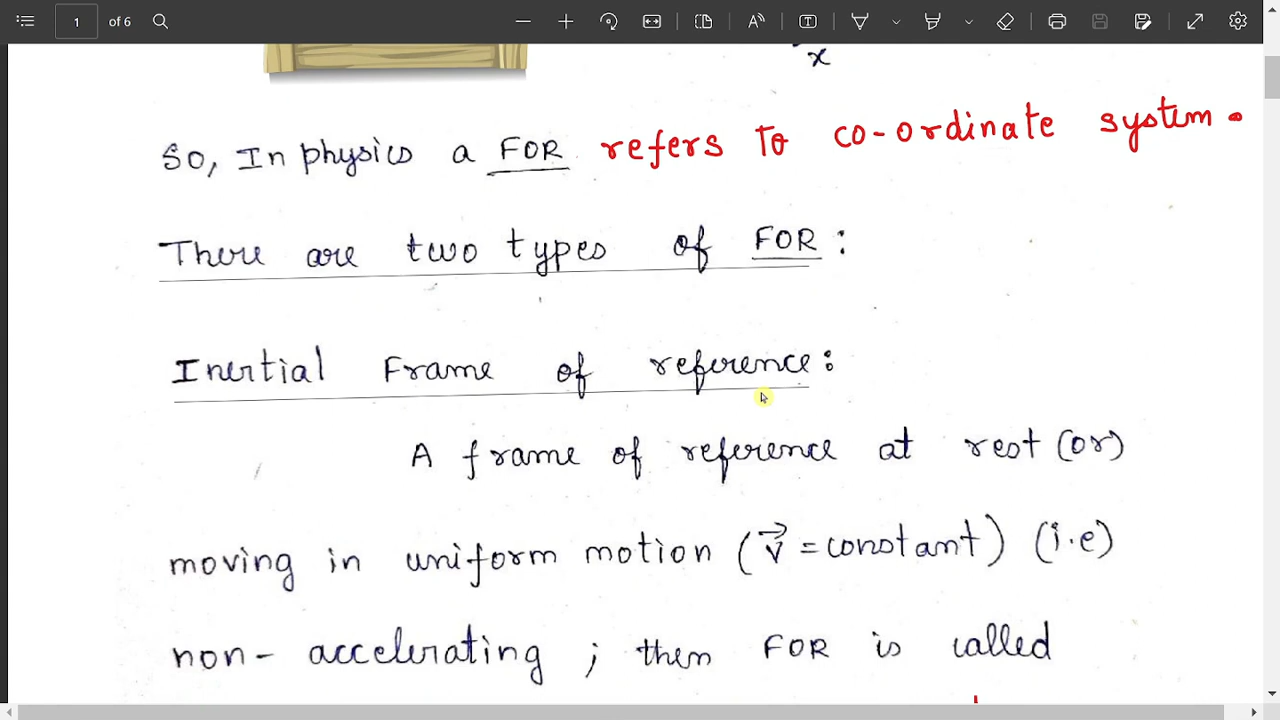 1 of 6
x
So, In physics a FOR refers to co-ordinate system.
There are two types of FOR :
Inertial Frame of reference :
A frame of reference at rest (or)
moving in uniform motion (v⃗ = constant) (i.e)
non- accelerating ; then FOR is called